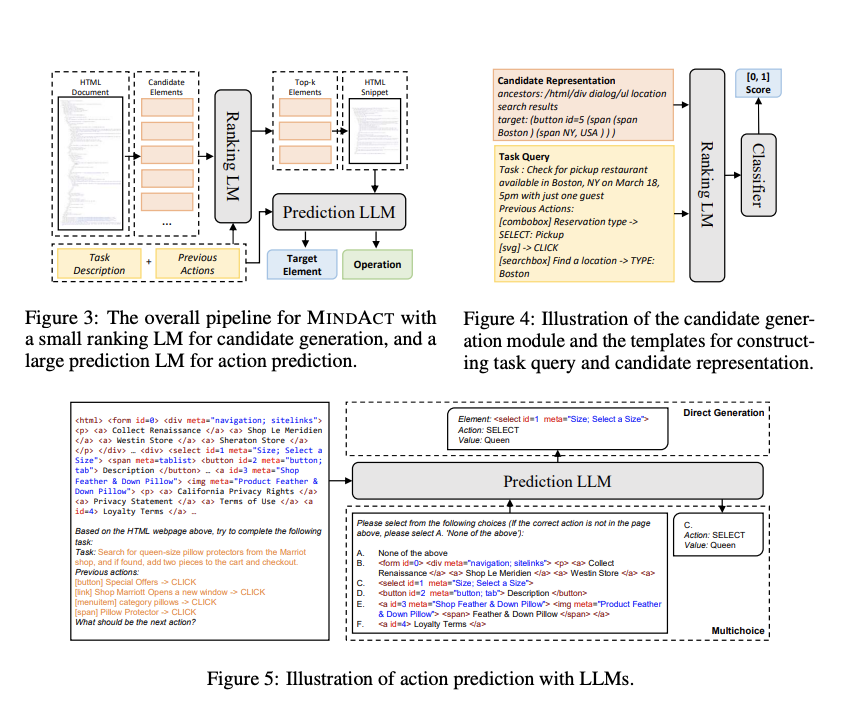 HTML
Document
Candidate
Elements
...
Ranking LM
Top-k
Elements
HTML
Snippet
Prediction LLM
Task
Description
+
Previous
Actions
Target
Element
Operation
Figure 3: The overall pipeline for MINDACT with
a small ranking LM for candidate generation, and a
large prediction LM for action prediction.
Candidate Representation
ancestors: /html/div dialog/ul location
search results
target: (button id=5 (span (span
Boston ) (span NY, USA ) ) )
Task Query
Task : Check for pickup restaurant
available in Boston, NY on March 18,
5pm with just one guest
Previous Actions:
[combobox] Reservation type ->
SELECT: Pickup
[svg] -> CLICK
[searchbox] Find a location -> TYPE:
Boston
Ranking LM
[0, 1]
Score
Classifier
Figure 4: Illustration of the candidate gener-
ation module and the templates for construct-
ing task query and candidate representation.
<html> <form id=0> <div meta="navigation; sitelinks">
<p> <a> Collect Renaissance </a> <a> Shop Le Meridien
</a> <a> Westin Store </a> <a> Sheraton Store </a>
</p> </div> … <div> <select id=1 meta="Size; Select a
Size"> <span meta=tablist> <button id=2 meta="button;
tab"> Description </button> … <a id=3 meta="Shop
Feather & Down Pillow"> <img meta="Product Feather &
Down Pillow"> <p> <a> California Privacy Rights </a>
<a> Privacy Statement </a> <a> Terms of Use </a> <a
id=4> Loyalty Terms </a> …
Based on the HTML webpage above, try to complete the following
task:
Task: Search for queen-size pillow protectors from the Marriot
shop, and if found, add two pieces to the cart and checkout.
Previous actions:
[button] Special Offers -> CLICK
[link] Shop Marriott Opens a new window -> CLICK
[menuitem] category pillows -> CLICK
[span] Pillow Protector -> CLICK
What should be the next action?
Element: <select id=1 meta="Size; Select a Size">
Action: SELECT
Value: Queen
Direct Generation
Prediction LLM
Please select from the following choices (If the correct action is not in the page
above, please select A. 'None of the above'):
A. None of the above
B. <form id=0> <div meta="navigation; sitelinks"> <p> <a> Collect
Renaissance </a> <a> Shop Le Meridien </a> <a> Westin Store </a> <a>
C. <select id=1 meta="Size; Select a Size">
D. <button id=2 meta="button; tab"> Description </button>
E. <a id=3 meta="Shop Feather & Down Pillow"> <img meta="Product Feather
& Down Pillow"> <span> Feather & Down Pillow </span> </a>
F. <a id=4> Loyalty Terms </a>
C.
Action: SELECT
Value: Queen
Multichoice
Figure 5: Illustration of action prediction with LLMs.